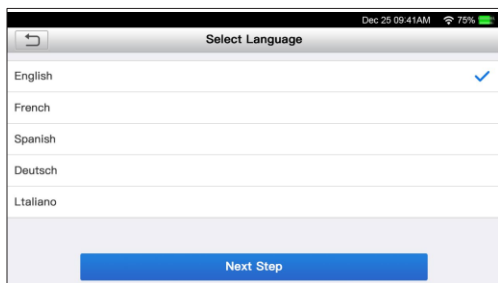 Dec 25 09:41AM 75%
Select Language
English
French
Spanish
Deutsch
Ltaliano
Next Step